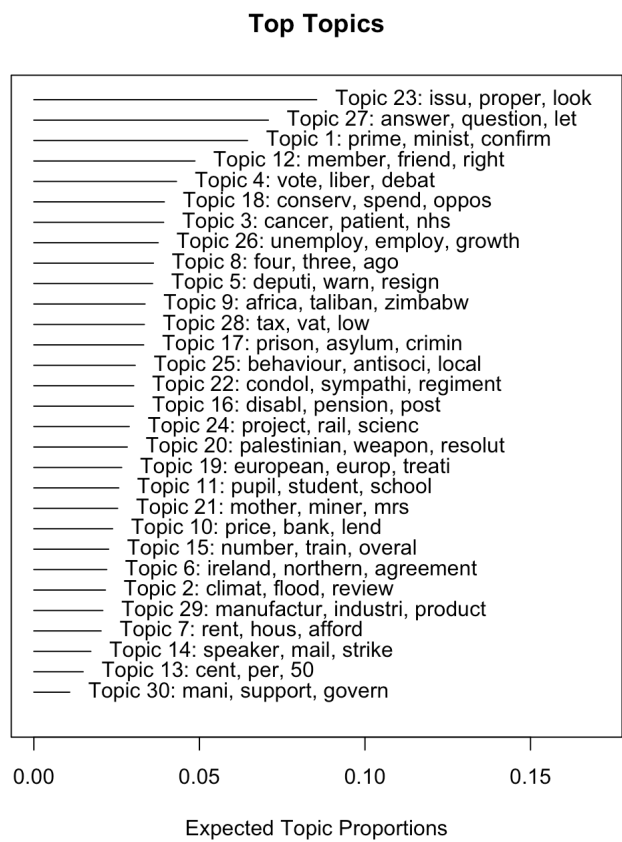 Top Topics
Topic 23: issu, proper, look
Topic 27: answer, question, let
Topic 1: prime, minist, confirm
Topic 12: member, friend, right
Topic 4: vote, liber, debat
Topic 18: conserv, spend, oppos
Topic 3: cancer, patient, nhs
Topic 26: unemploy, employ, growth
Topic 8: four, three, ago
Topic 5: deputi, warn, resign
Topic 9: africa, taliban, zimbabw
Topic 28: tax, vat, low
Topic 17: prison, asylum, crimin
Topic 25: behaviour, antisoci, local
Topic 22: condol, sympathi, regiment
Topic 16: disabl, pension, post
Topic 24: project, rail, scienc
Topic 20: palestinian, weapon, resolut
Topic 19: european, europ, treati
Topic 11: pupil, student, school
Topic 21: mother, miner, mrs
Topic 10: price, bank, lend
Topic 15: number, train, overal
Topic 6: ireland, northern, agreement
Topic 2: climat, flood, review
Topic 29: manufactur, industri, product
Topic 7: rent, hous, afford
Topic 14: speaker, mail, strike
Topic 13: cent, per, 50
Topic 30: mani, support, govern
0.00 0.05 0.10 0.15
Expected Topic Proportions